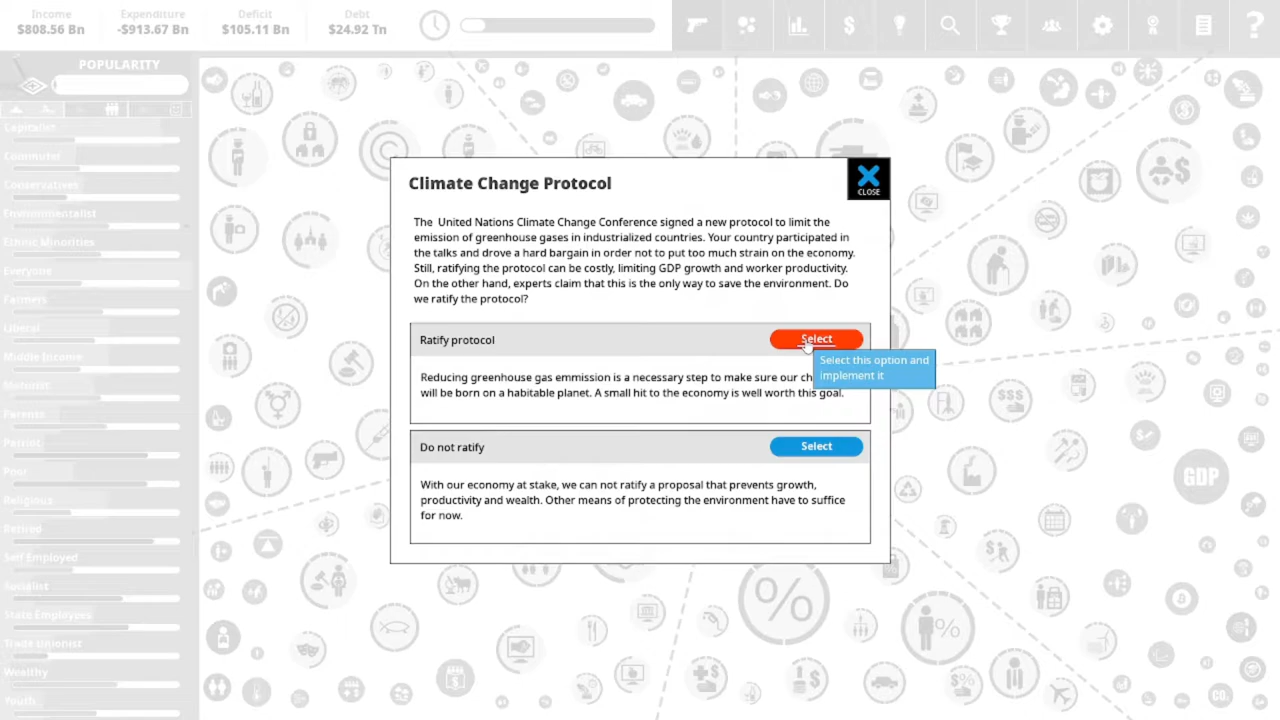 Income
$808.56 Bn
Expenditure
-$913.67 Bn
Deficit
$105.11 Bn
Debt
$24.92 Tn
POPULARITY
Capitalist
Commuter
Conservatives
Environmentalist
Ethnic Minorities
Everyone
Farmers
Liberal
Middle Income
Motorist
Parents
Patriot
Poor
Religious
Retired
Self Employed
Socialist
State Employees
Trade Unionist
Wealthy
Youth
Climate Change Protocol
CLOSE
The United Nations Climate Change Conference signed a new protocol to limit the
emission of greenhouse gases in industrialized countries. Your country participated in
the talks and drove a hard bargain in order not to put too much strain on the economy.
Still, ratifying the protocol can be costly, limiting GDP growth and worker productivity.
On the other hand, experts claim that this is the only way to save the environment. Do
we ratify the protocol?
Ratify protocol
Select
Select this option and
implement it
Reducing greenhouse gas emmission is a necessary step to make sure our ch
will be born on a habitable planet. A small hit to the economy is well worth this goal.
Do not ratify
Select
With our economy at stake, we can not ratify a proposal that prevents growth,
productivity and wealth. Other means of protecting the environment have to suffice
for now.
$$$
GDP
%
%
CO₂